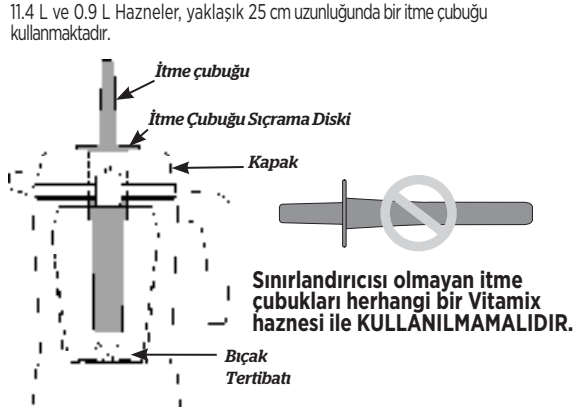 11.4 L ve 0.9 L Hazneler, yaklaşık 25 cm uzunluğunda bir itme çubuğu
kullanmaktadır.
İtme çubuğu
İtme Çubuğu Sıçrama Diski
Kapak
Sınırlandırıcısı olmayan itme
çubukları herhangi bir Vitamix
haznesi ile KULLANILMAMALIDIR.
Bıçak
Tertibatı